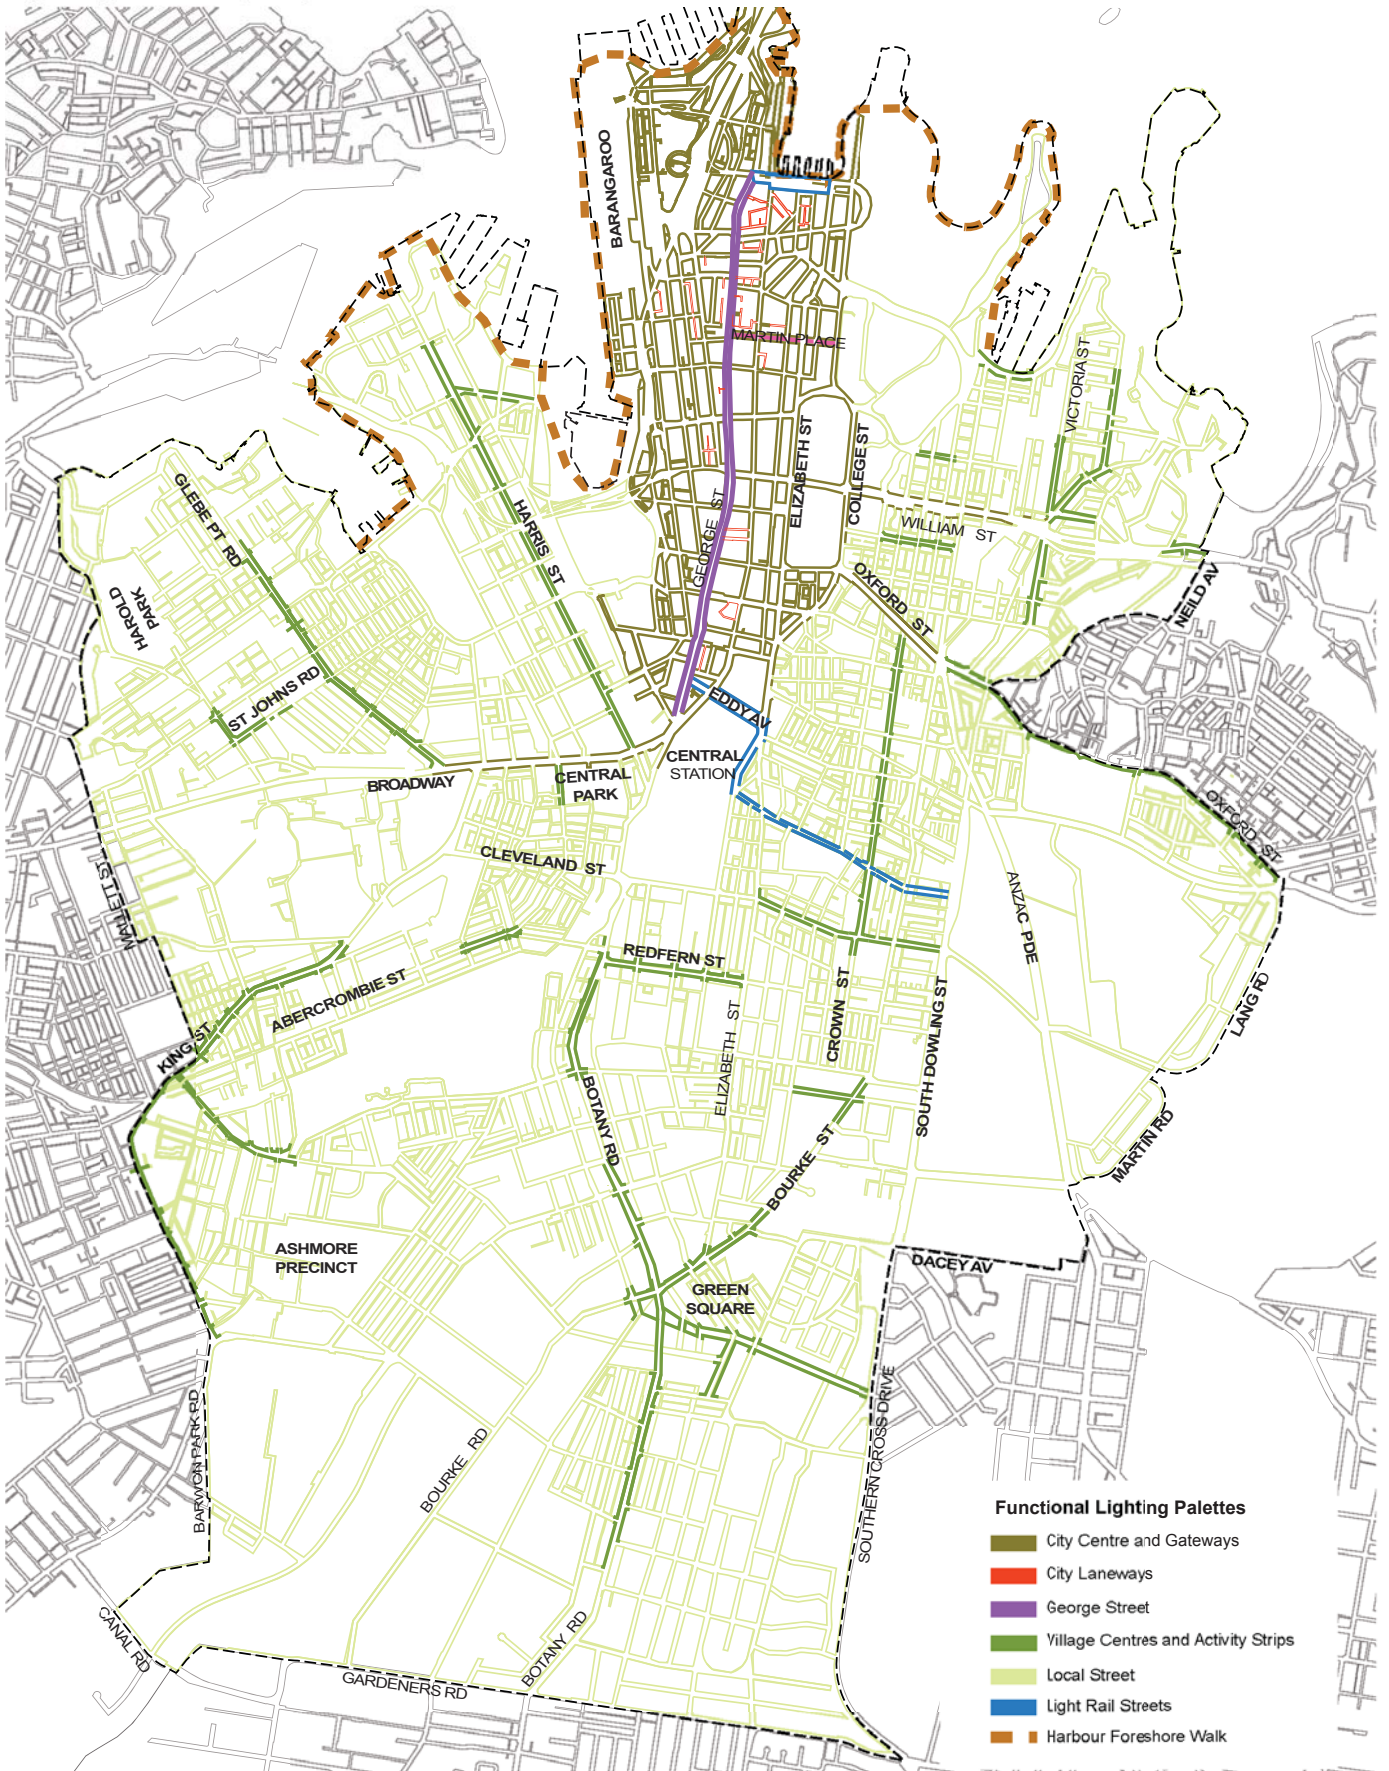 BARANGAROO
MARTIN PLACE
VICTORIA ST
ELIZABETH ST
COLLEGE ST
GLEBE PT RD
HARRIS ST
GEORGE ST
WILLIAM ST
OXFORD ST
NEILD AV
HAROLD
PARK
ST JOHNS RD
EDDY AV
CENTRAL
STATION
BROADWAY
CENTRAL
PARK
OXFORD ST
CLEVELAND ST
MALLETT ST
ANZAC PDE
REDFERN ST
ABERCROMBIE ST
KING ST
CROWN ST
ELIZABETH ST
SOUTH DOWLING ST
LANG RD
BOTANY RD
MARTIN RD
BOURKE ST
ASHMORE
PRECINCT
DACEY AV
GREEN
SQUARE
BARWON PARK RD
BOURKE RD
SOUTHERN CROSS DRIVE
CANAL RD
BOTANY RD
GARDENERS RD
Functional Lighting Palettes
City Centre and Gateways
City Laneways
George Street
Village Centres and Activity Strips
Local Street
Light Rail Streets
Harbour Foreshore Walk